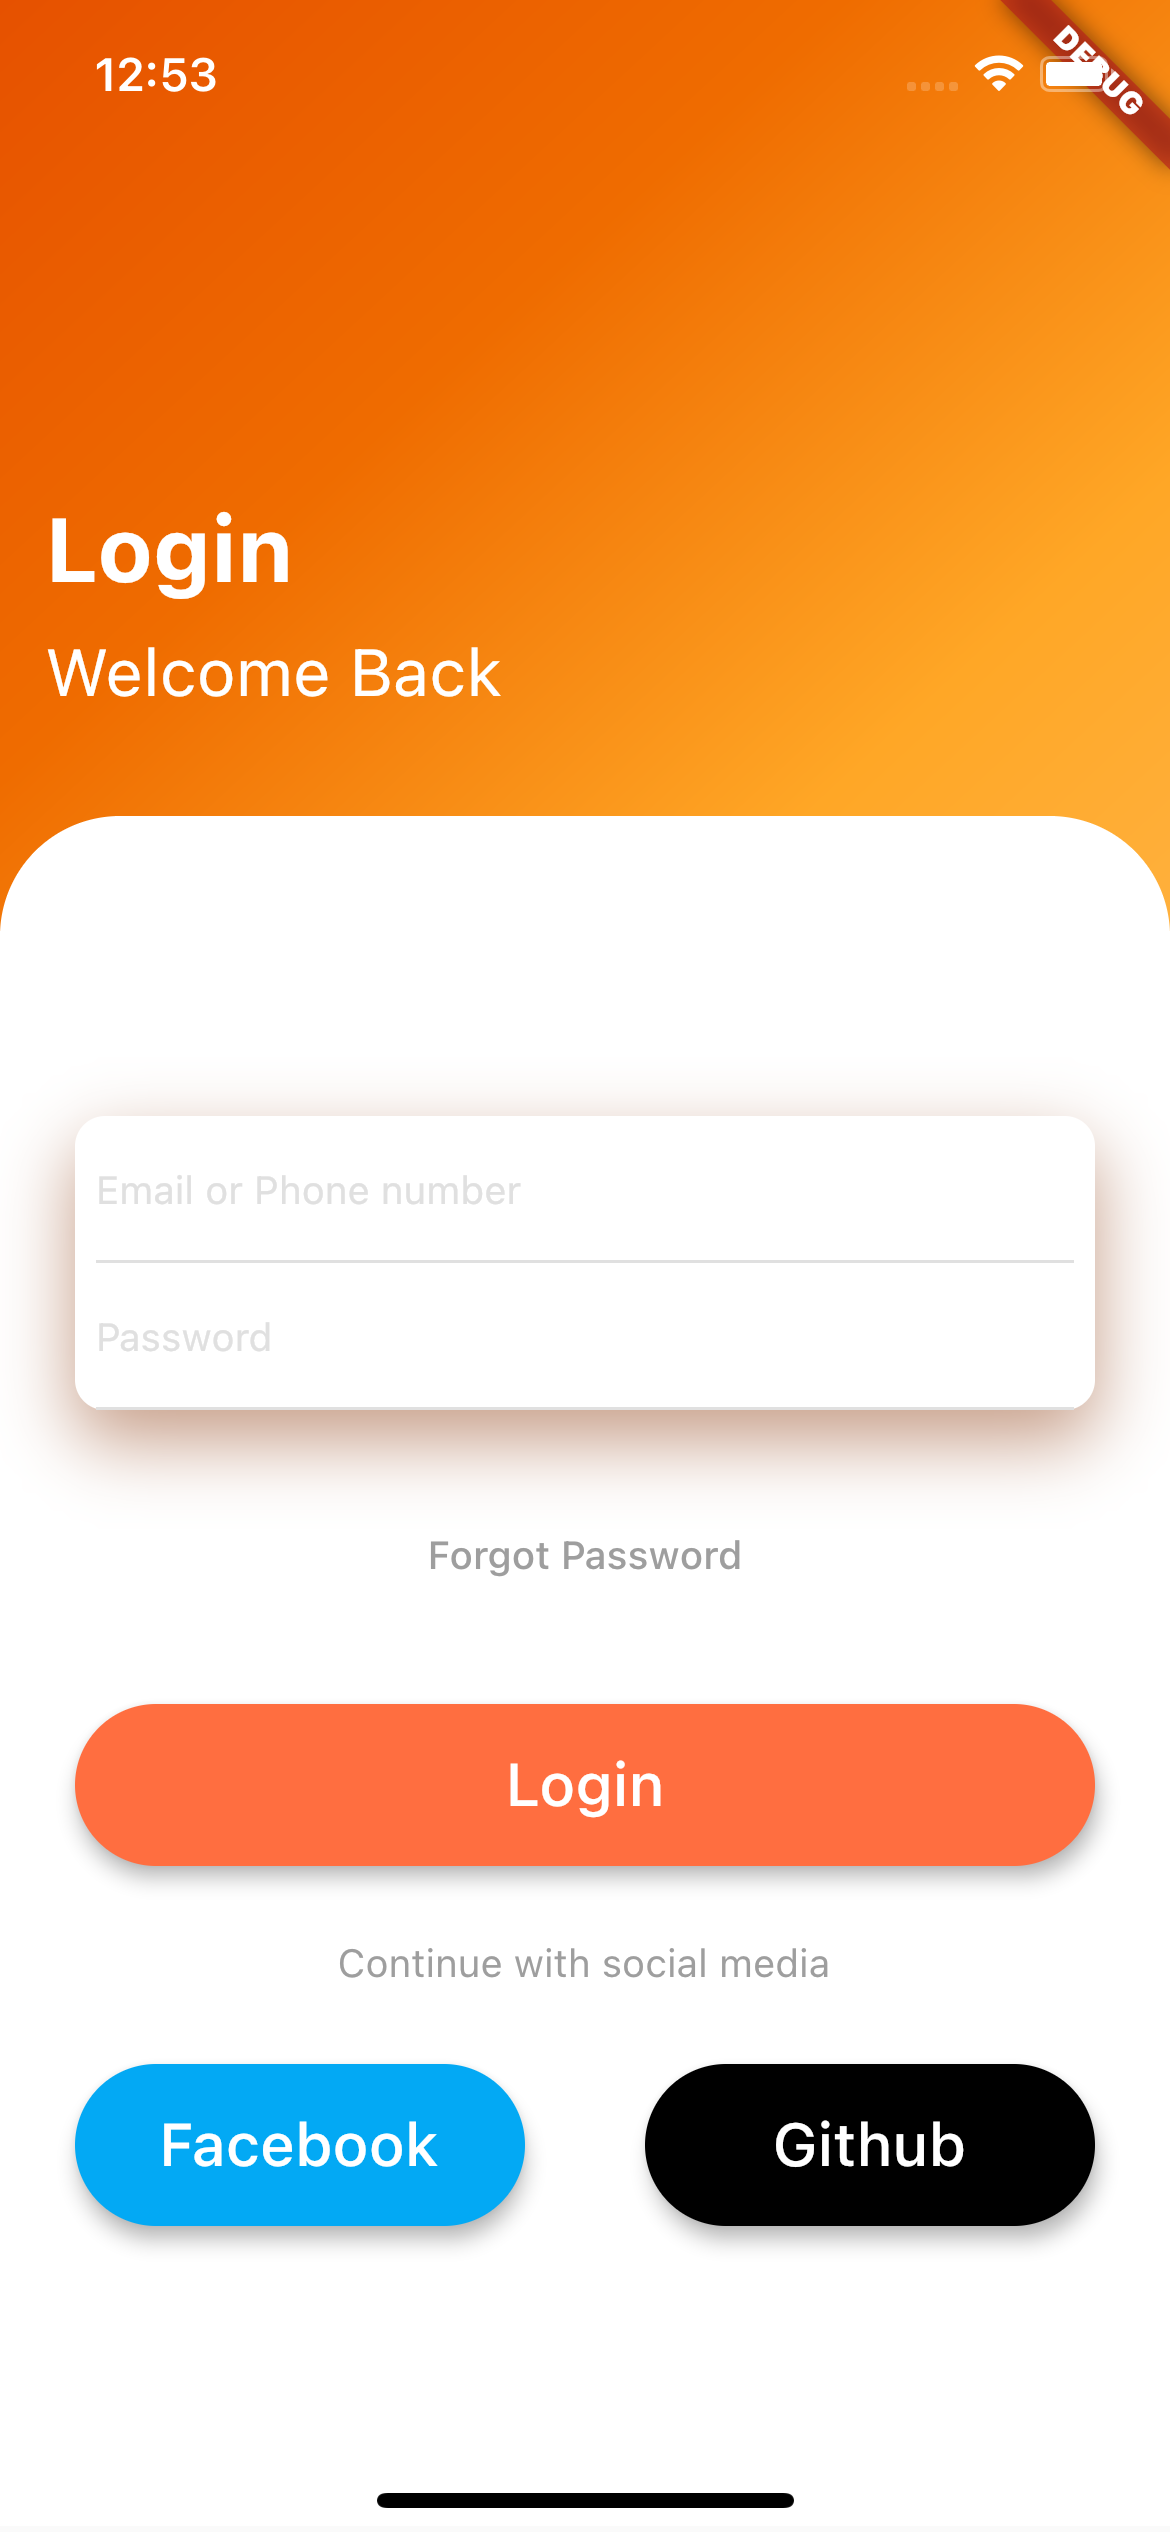 12:53
DEBUG
Login
Welcome Back
Email or Phone number
Password
Forgot Password
Login
Continue with social media
Facebook
Github